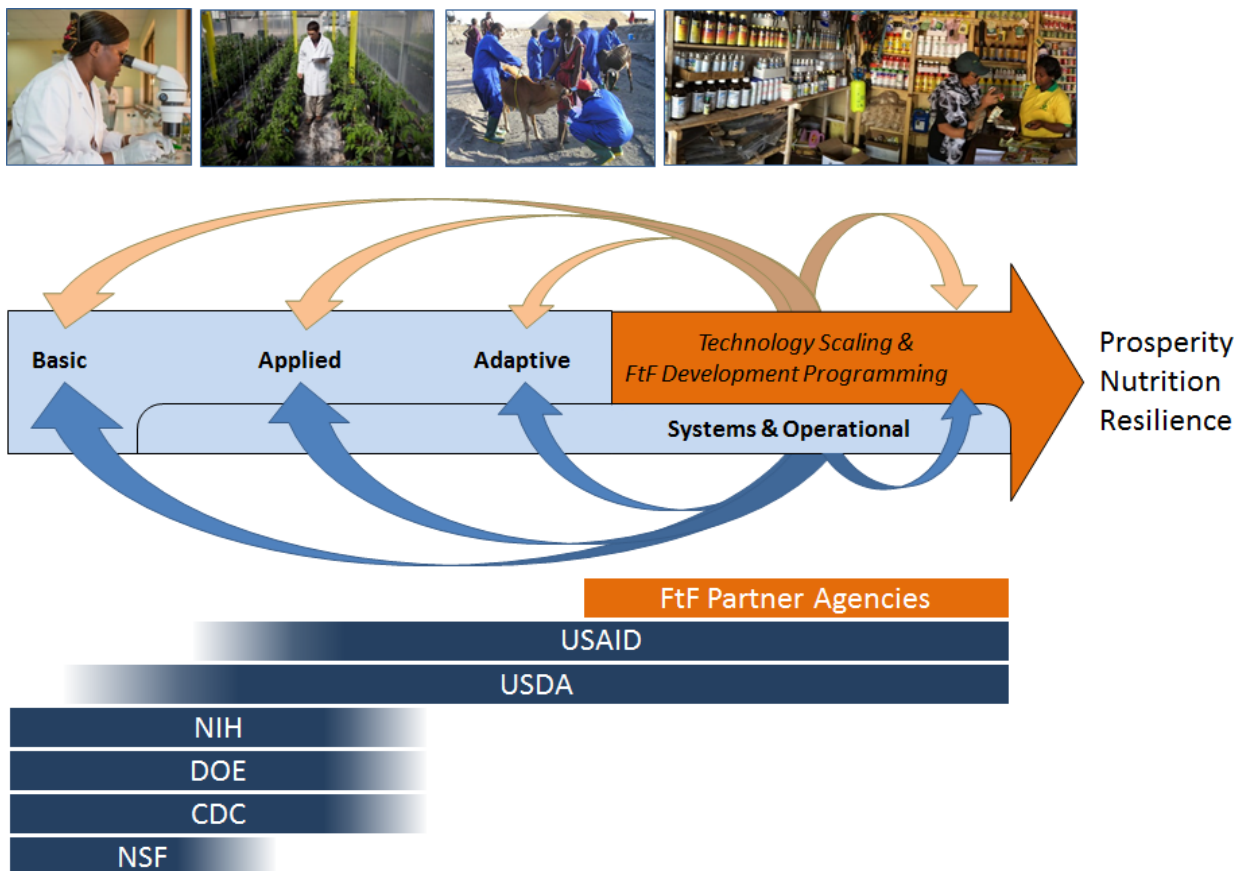 Basic
Applied
Adaptive
Technology Scaling &
FtF Development Programming
Systems & Operational
Prosperity
Nutrition
Resilience
FtF Partner Agencies
USAID
USDA
NIH
DOE
CDC
NSF